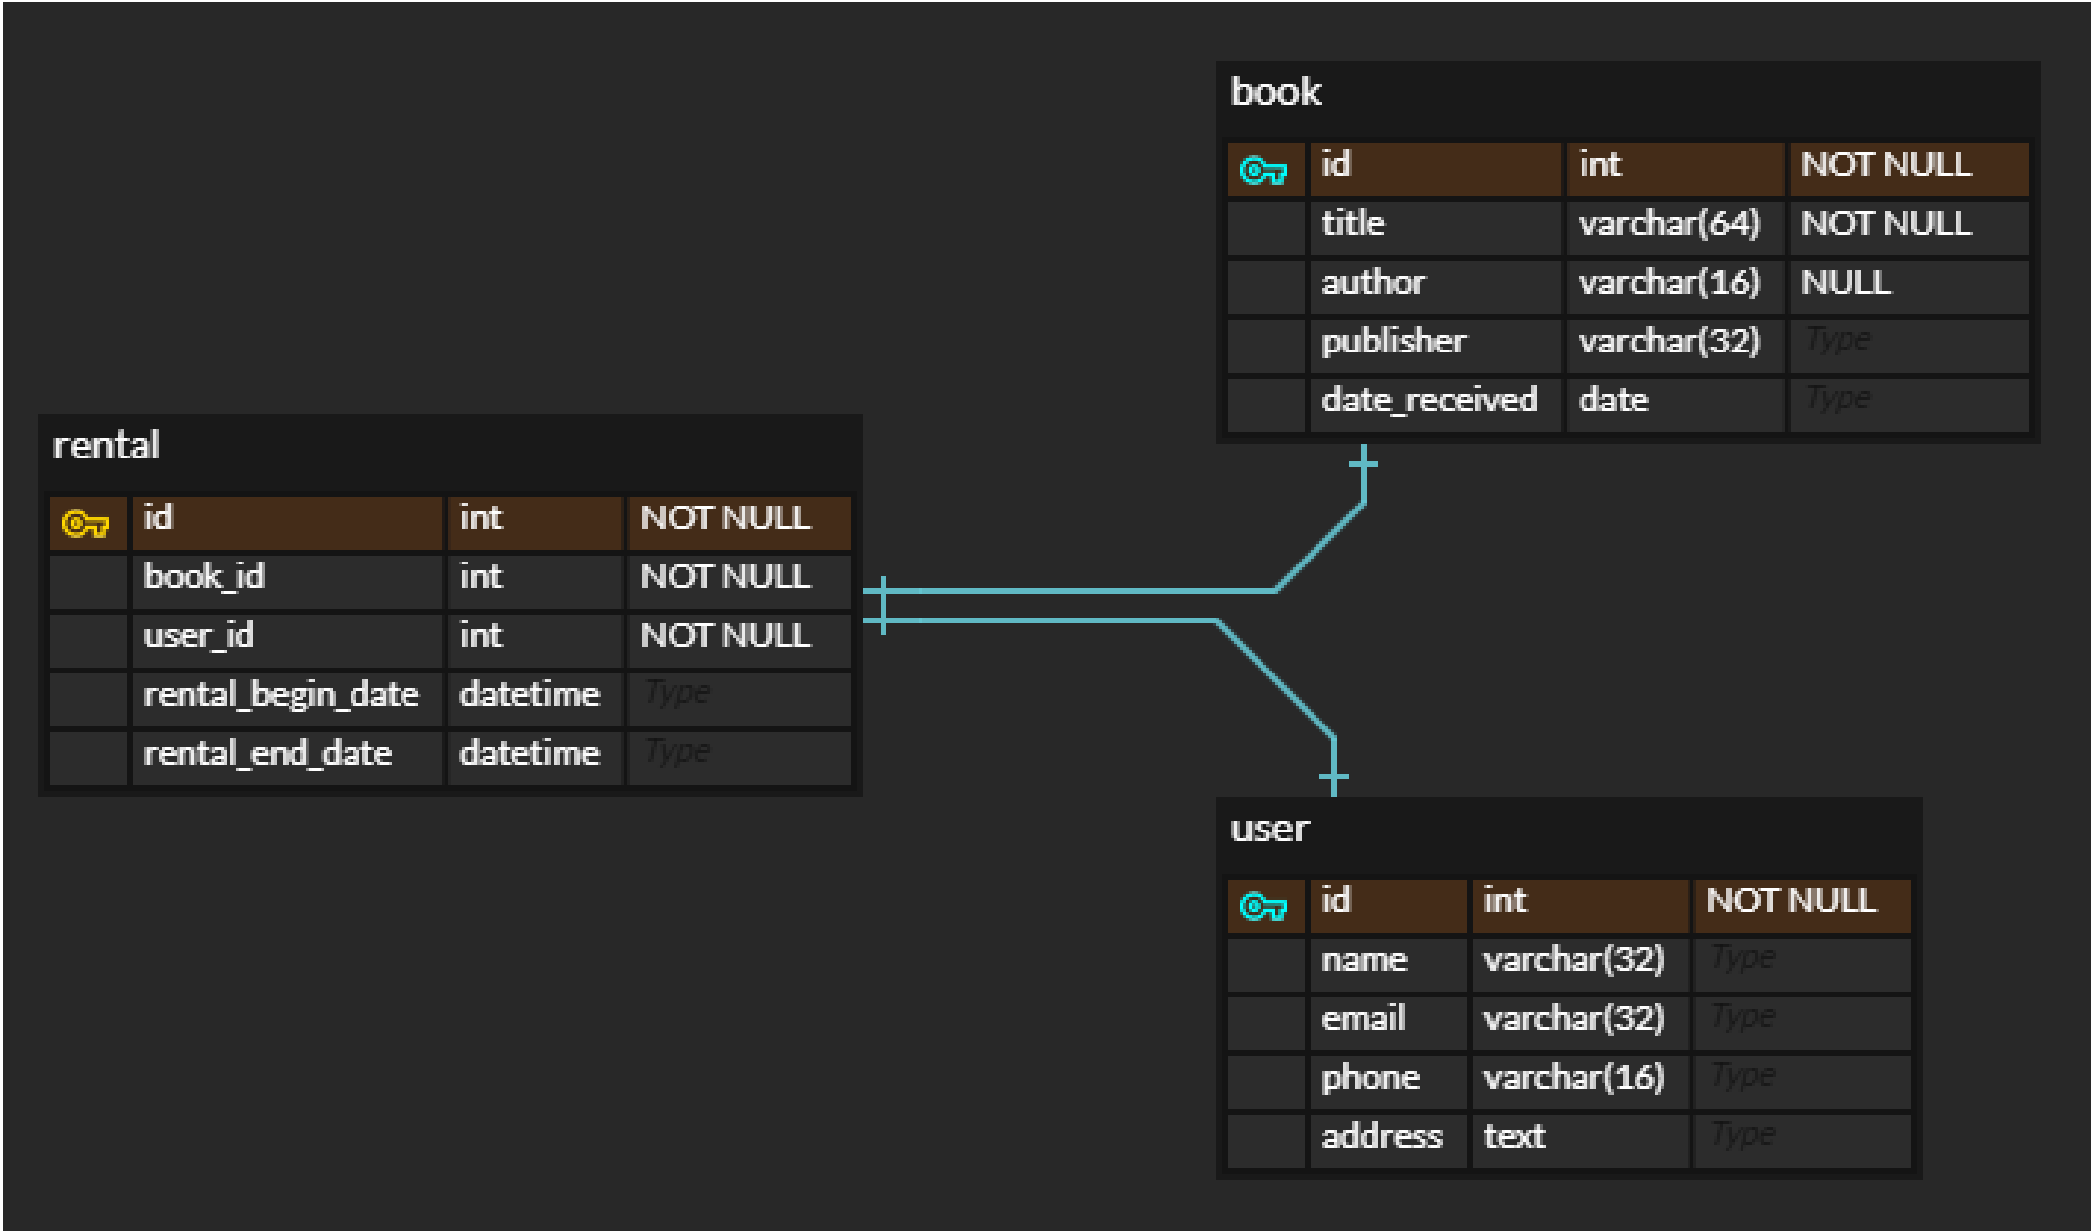 book
id int NOT NULL
title varchar(64) NOT NULL
author varchar(16) NULL
publisher varchar(32) Type
date_received date Type
rental
id int NOT NULL
book_id int NOT NULL
user_id int NOT NULL
rental_begin_date datetime Type
rental_end_date datetime Type
user
id int NOT NULL
name varchar(32) Type
email varchar(32) Type
phone varchar(16) Type
address text Type